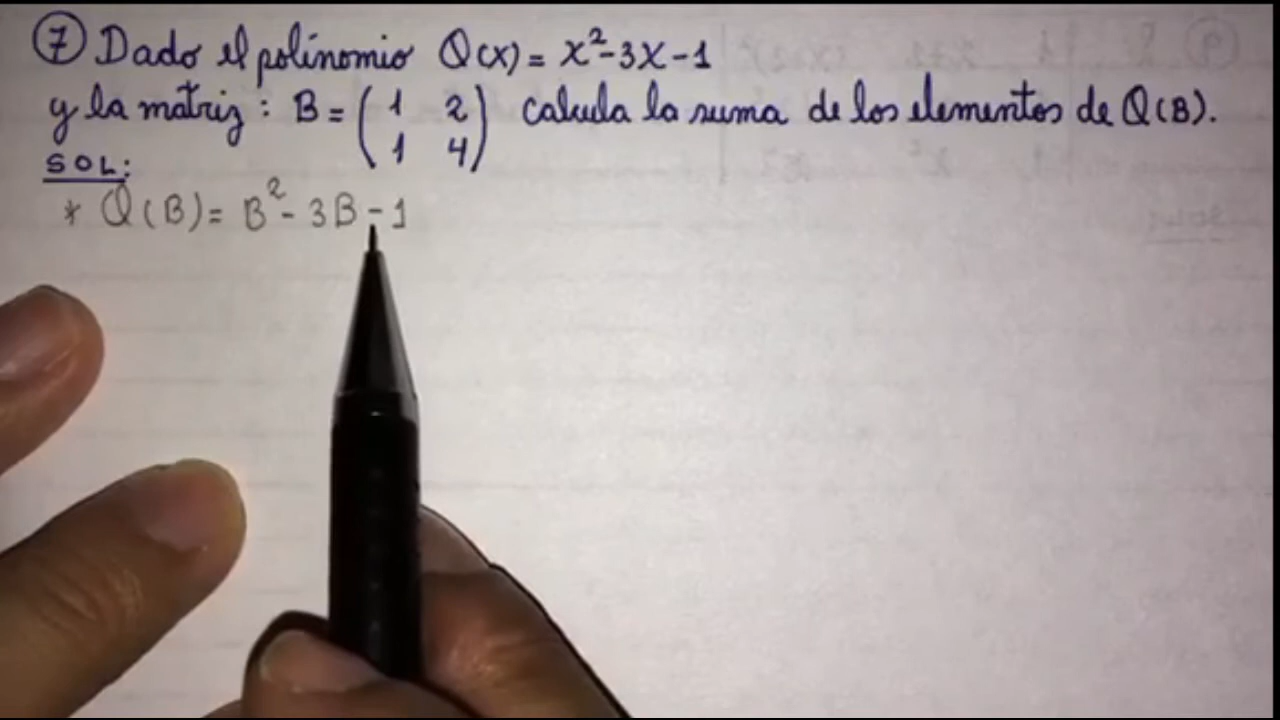 7 Dado el polinomio Q(x) = x²-3x-1
y la matriz: B = (1 2
1 4) calcula la suma de los elementos de Q(B).
SOL:
* Q(B) = B² - 3B - 1